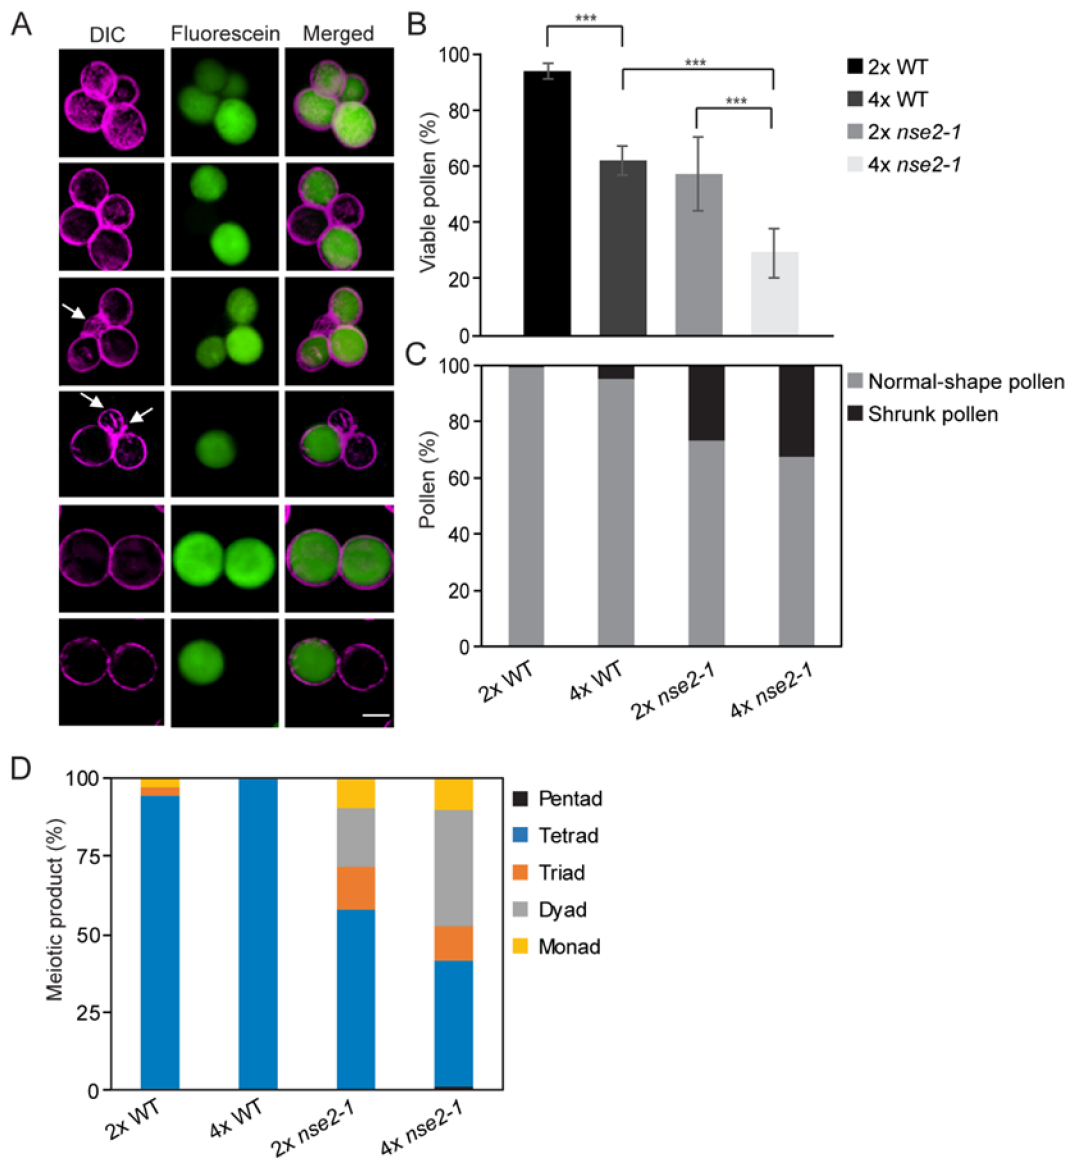 A
DIC
Fluorescein
Merged
B
***
***
***
100
80
60
40
20
0
Viable pollen (%)
2x WT
4x WT
2x nse2-1
4x nse2-1
C
100
80
60
40
20
0
Pollen (%)
Normal-shape pollen
Shrunk pollen
2x WT
4x WT
2x nse2-1
4x nse2-1
D
100
75
50
25
0
Meiotic product (%)
Pentad
Tetrad
Triad
Dyad
Monad
2x WT
4x WT
2x nse2-1
4x nse2-1